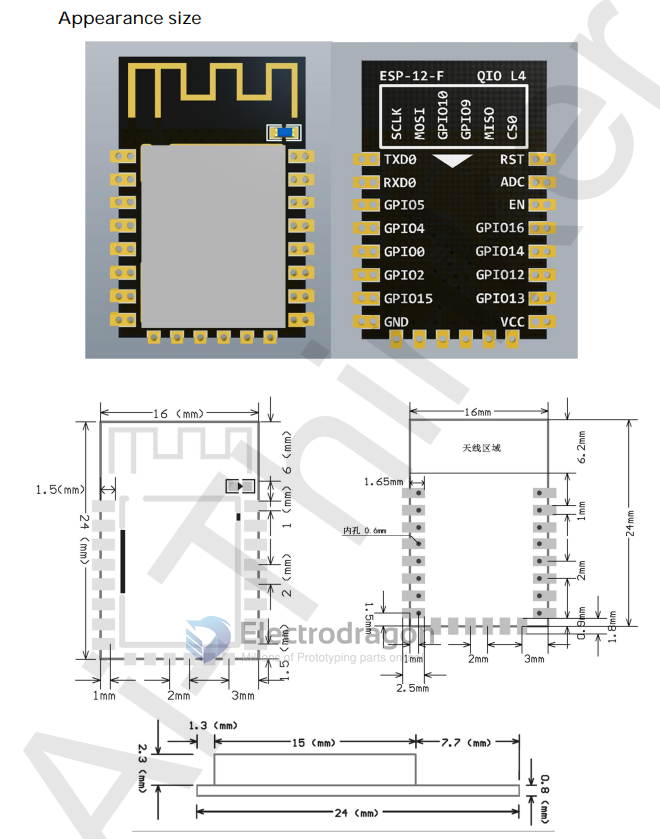 Appearance size
ESP-12-F QIO L4
SCLK
MOSI
GPIO10
GPIO9
MISO
CS0
TXD0 RST
RXD0 ADC
GPIO5 EN
GPIO4 GPIO16
GPIO0 GPIO14
GPIO2 GPIO12
GPIO15 GPIO13
GND VCC
16 (mm)
6 (mm)
1.5(mm)
1 (mm)
24 (mm)
2 (mm)
1.5 (mm)
1mm 2mm 3mm
16mm
天线区域
6.2mm
1.65mm
1mm
内孔 0.6mm
24mm
2mm
1.5mm
0.9mm
1.8mm
1mm 2mm 3mm
2.5mm
Electrodragon
Millions of Prototyping parts on
1.3 (mm)
15 (mm) 7.7 (mm)
2.3 (mm)
0.8 (mm)
24 (mm)
Ai-Thinker